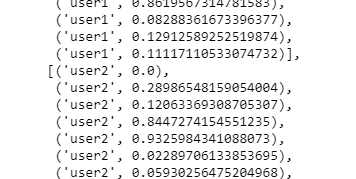 ('user1', 0.8619567314781583),
('user1', 0.08288361673396377),
('user1', 0.12912589252519874),
('user1', 0.11117110533074732)],
[('user2', 0.0),
('user2', 0.28986548159054004),
('user2', 0.12063369308705307),
('user2', 0.8447274154551235),
('user2', 0.9325984341088073),
('user2', 0.02289706133853695),
('user2', 0.05930256475204968),